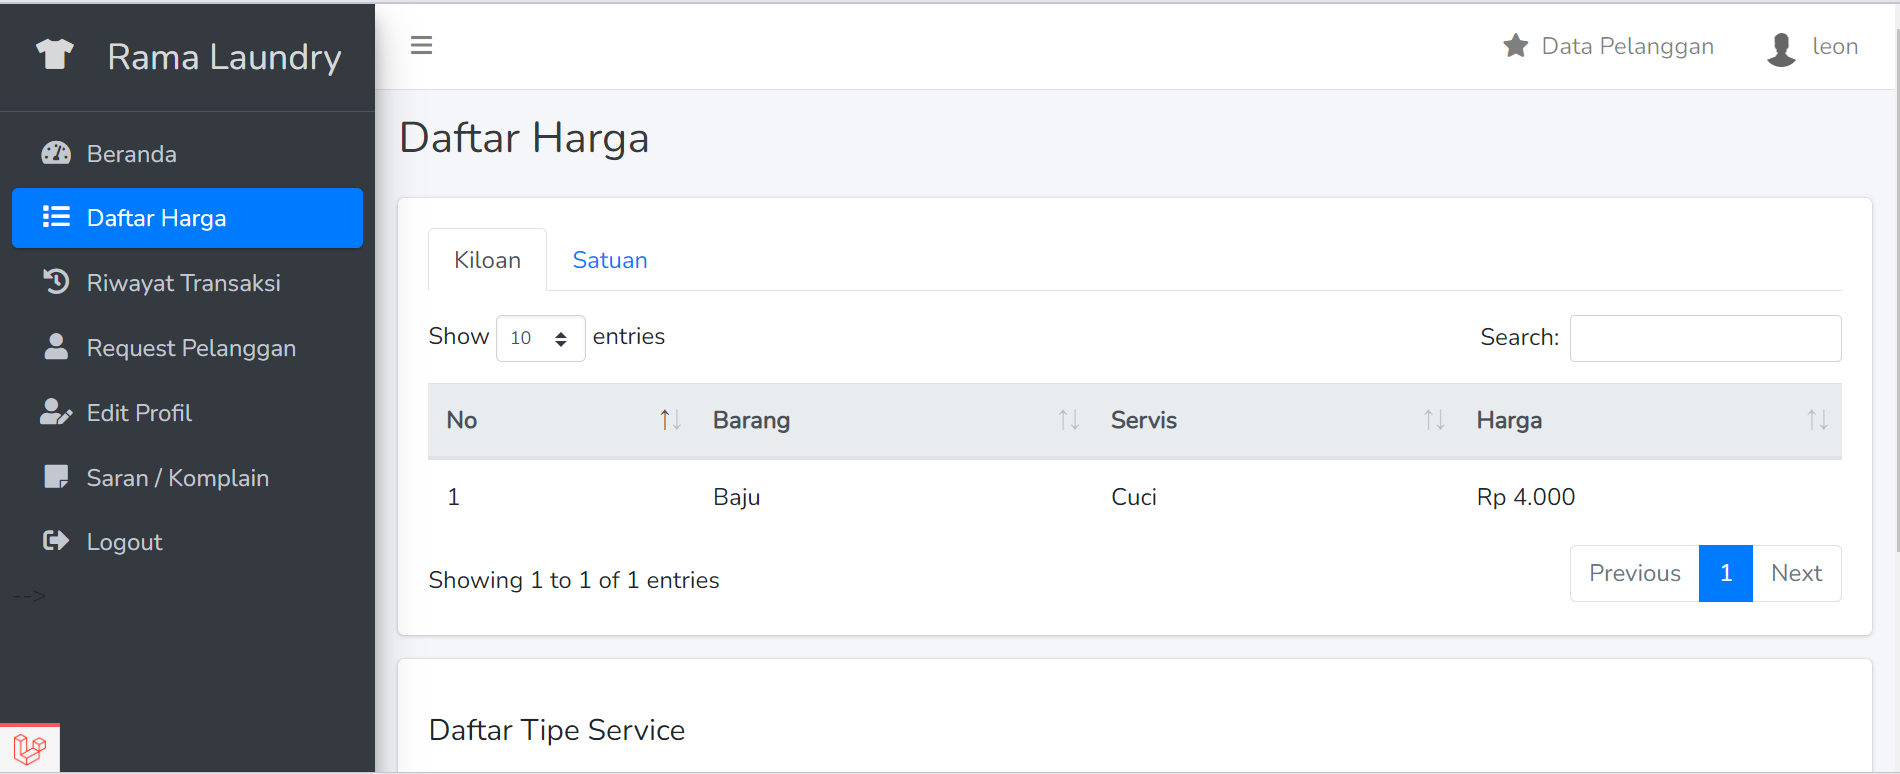 Rama Laundry
Data Pelanggan leon
Beranda
Daftar Harga
Riwayat Transaksi
Request Pelanggan
Edit Profil
Saran / Komplain
Logout
-->
Daftar Harga
Kiloan Satuan
Show 10 entries Search:
No Barang Servis Harga
1 Baju Cuci Rp 4.000
Showing 1 to 1 of 1 entries Previous 1 Next
Daftar Tipe Service